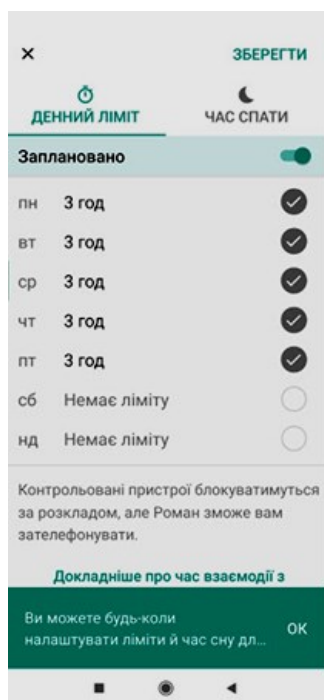 ЗБЕРЕГТИ
ДЕННИЙ ЛІМІТ
ЧАС СПАТИ
Заплановано
пн 3 год
вт 3 год
ср 3 год
чт 3 год
пт 3 год
сб Немає ліміту
нд Немає ліміту
Контрольовані пристрої блокуватимуться
за розкладом, але Роман зможе вам
зателефонувати.
Докладніше про час взаємодії з
Ви можете будь-коли
налаштувати ліміти й час сну дл...
ОК